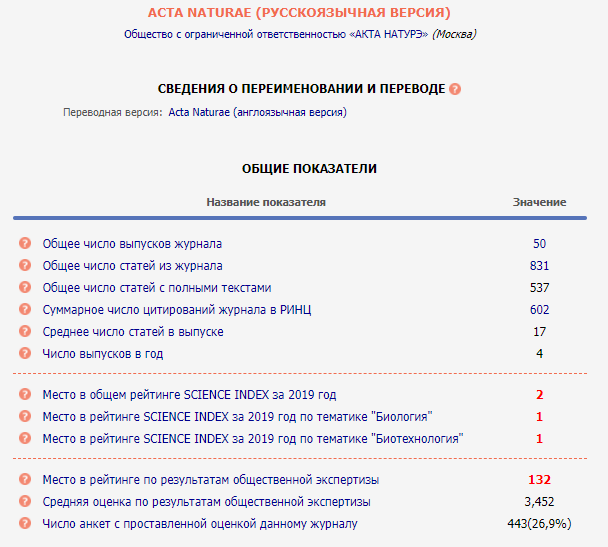 ACTA NATURAE (РУССКОЯЗЫЧНАЯ ВЕРСИЯ)
Общество с ограниченной ответственностью «АКТА НАТУРЭ» (Москва)
СВЕДЕНИЯ О ПЕРЕИМЕНОВАНИИ И ПЕРЕВОДЕ ?
Переводная версия: Acta Naturae (англоязычная версия)
ОБЩИЕ ПОКАЗАТЕЛИ
Название показателя Значение
? Общее число выпусков журнала 50
? Общее число статей из журнала 831
? Общее число статей с полными текстами 537
? Суммарное число цитирований журнала в РИНЦ 602
? Среднее число статей в выпуске 17
? Число выпусков в год 4
? Место в общем рейтинге SCIENCE INDEX за 2019 год 2
? Место в рейтинге SCIENCE INDEX за 2019 год по тематике "Биология" 1
? Место в рейтинге SCIENCE INDEX за 2019 год по тематике "Биотехнология" 1
? Место в рейтинге по результатам общественной экспертизы 132
? Средняя оценка по результатам общественной экспертизы 3,452
? Число анкет с проставленной оценкой данному журналу 443(26,9%)